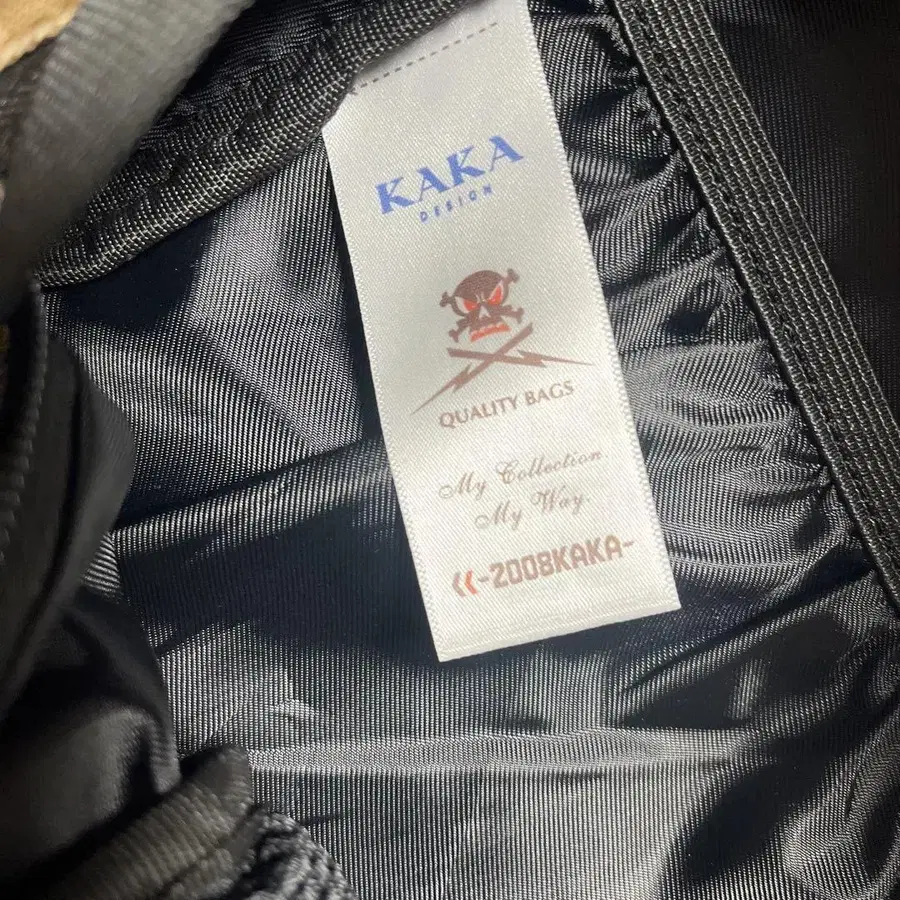 KAKA
DESIGN
QUALITY BAGS
My Collection
My Way.
-2008KAKA-